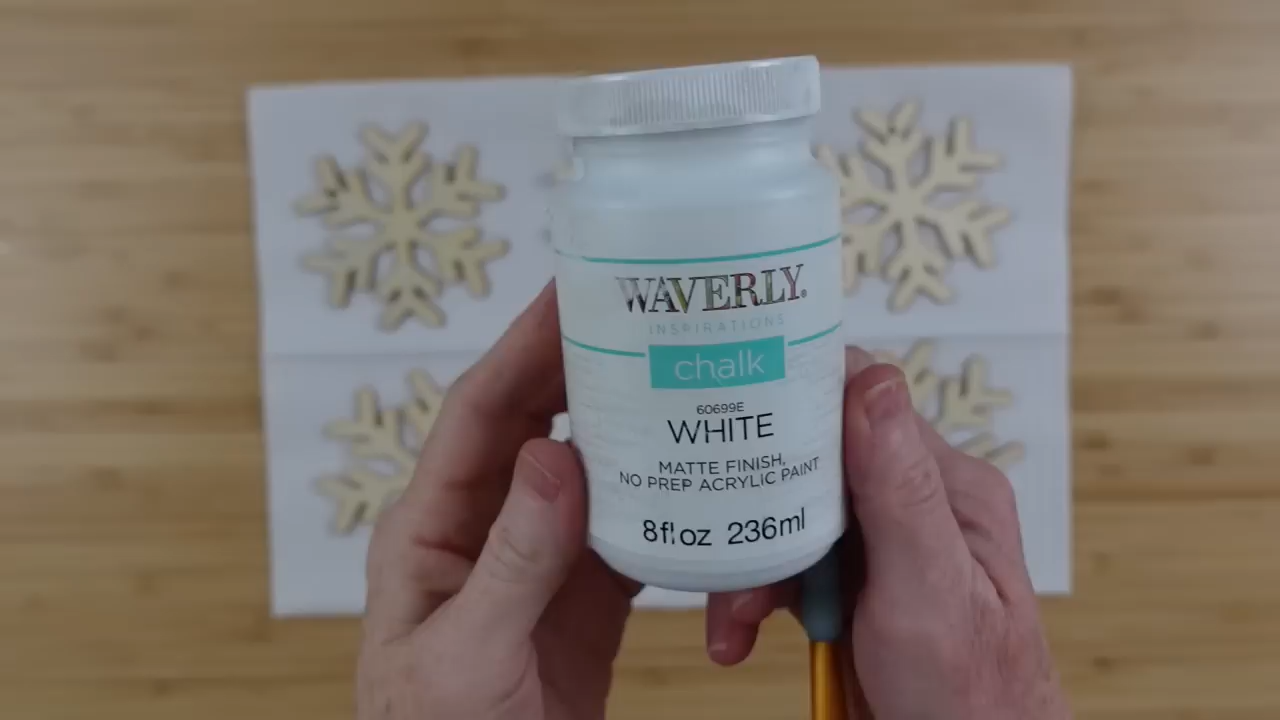 WAVERLY®
INSPIRATIONS
chalk
60699E
WHITE
MATTE FINISH,
NO PREP ACRYLIC PAINT
8fl oz 236ml